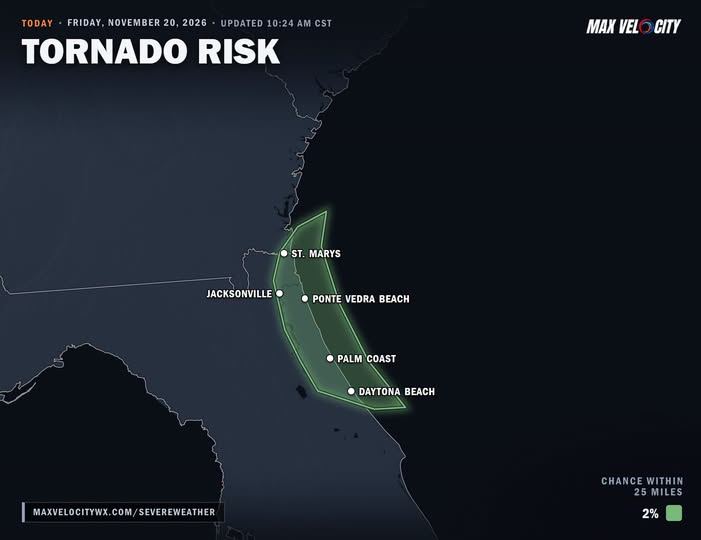 TODAY • FRIDAY, NOVEMBER 20, 2026 • UPDATED 10:24 AM CST
TORNADO RISK
MAX VELOCITY
ST. MARYS
JACKSONVILLE
PONTE VEDRA BEACH
PALM COAST
DAYTONA BEACH
CHANCE WITHIN
25 MILES
2%
MAXVELOCITYWX.COM/SEVEREWEATHER